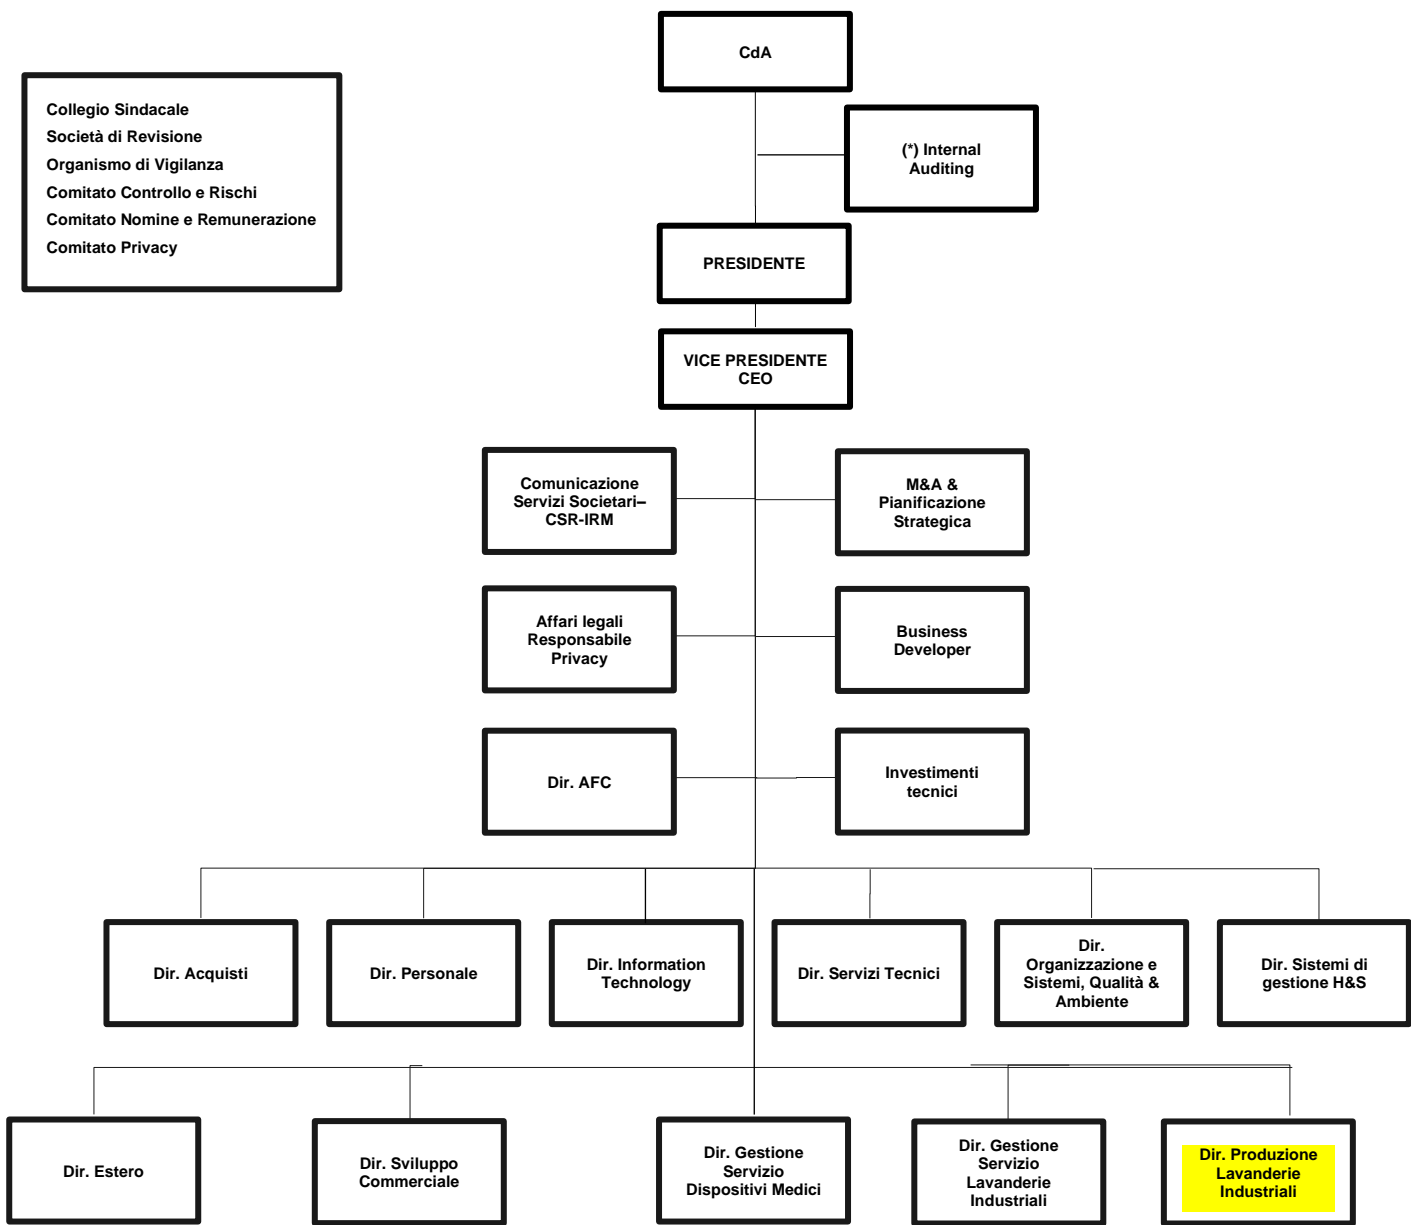 CdA
Collegio Sindacale
Società di Revisione
Organismo di Vigilanza
Comitato Controllo e Rischi
Comitato Nomine e Remunerazione
Comitato Privacy
(*) Internal
Auditing
PRESIDENTE
VICE PRESIDENTE
CEO
Comunicazione
Servizi Societari–
CSR-IRM
M&A &
Pianificazione
Strategica
Affari legali
Responsabile
Privacy
Business
Developer
Dir. AFC
Investimenti
tecnici
Dir. Acquisti
Dir. Personale
Dir. Information
Technology
Dir. Servizi Tecnici
Dir.
Organizzazione e
Sistemi, Qualità &
Ambiente
Dir. Sistemi di
gestione H&S
Dir. Estero
Dir. Sviluppo
Commerciale
Dir. Gestione
Servizio
Dispositivi Medici
Dir. Gestione
Servizio
Lavanderie
Industriali
Dir. Produzione
Lavanderie
Industriali